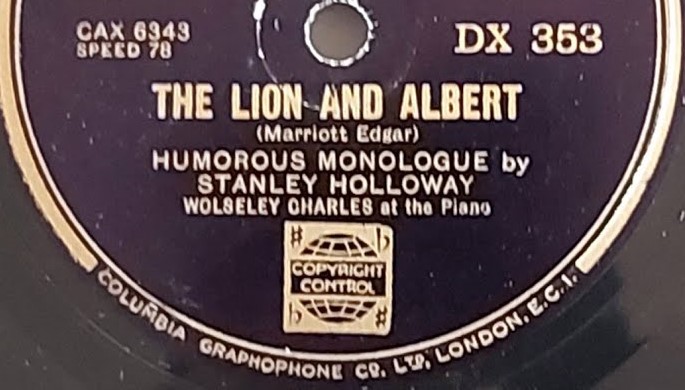 CAX 6343
SPEED 78
DX 353
THE LION AND ALBERT
(Marriott Edgar)
HUMOROUS MONOLOGUE by
STANLEY HOLLOWAY
WOLSELEY CHARLES at the Piano
♯ ♭
COPYRIGHT
CONTROL
♭ ♯
COLUMBIA GRAPHOPHONE CO. LTD, LONDON, E.C.1.